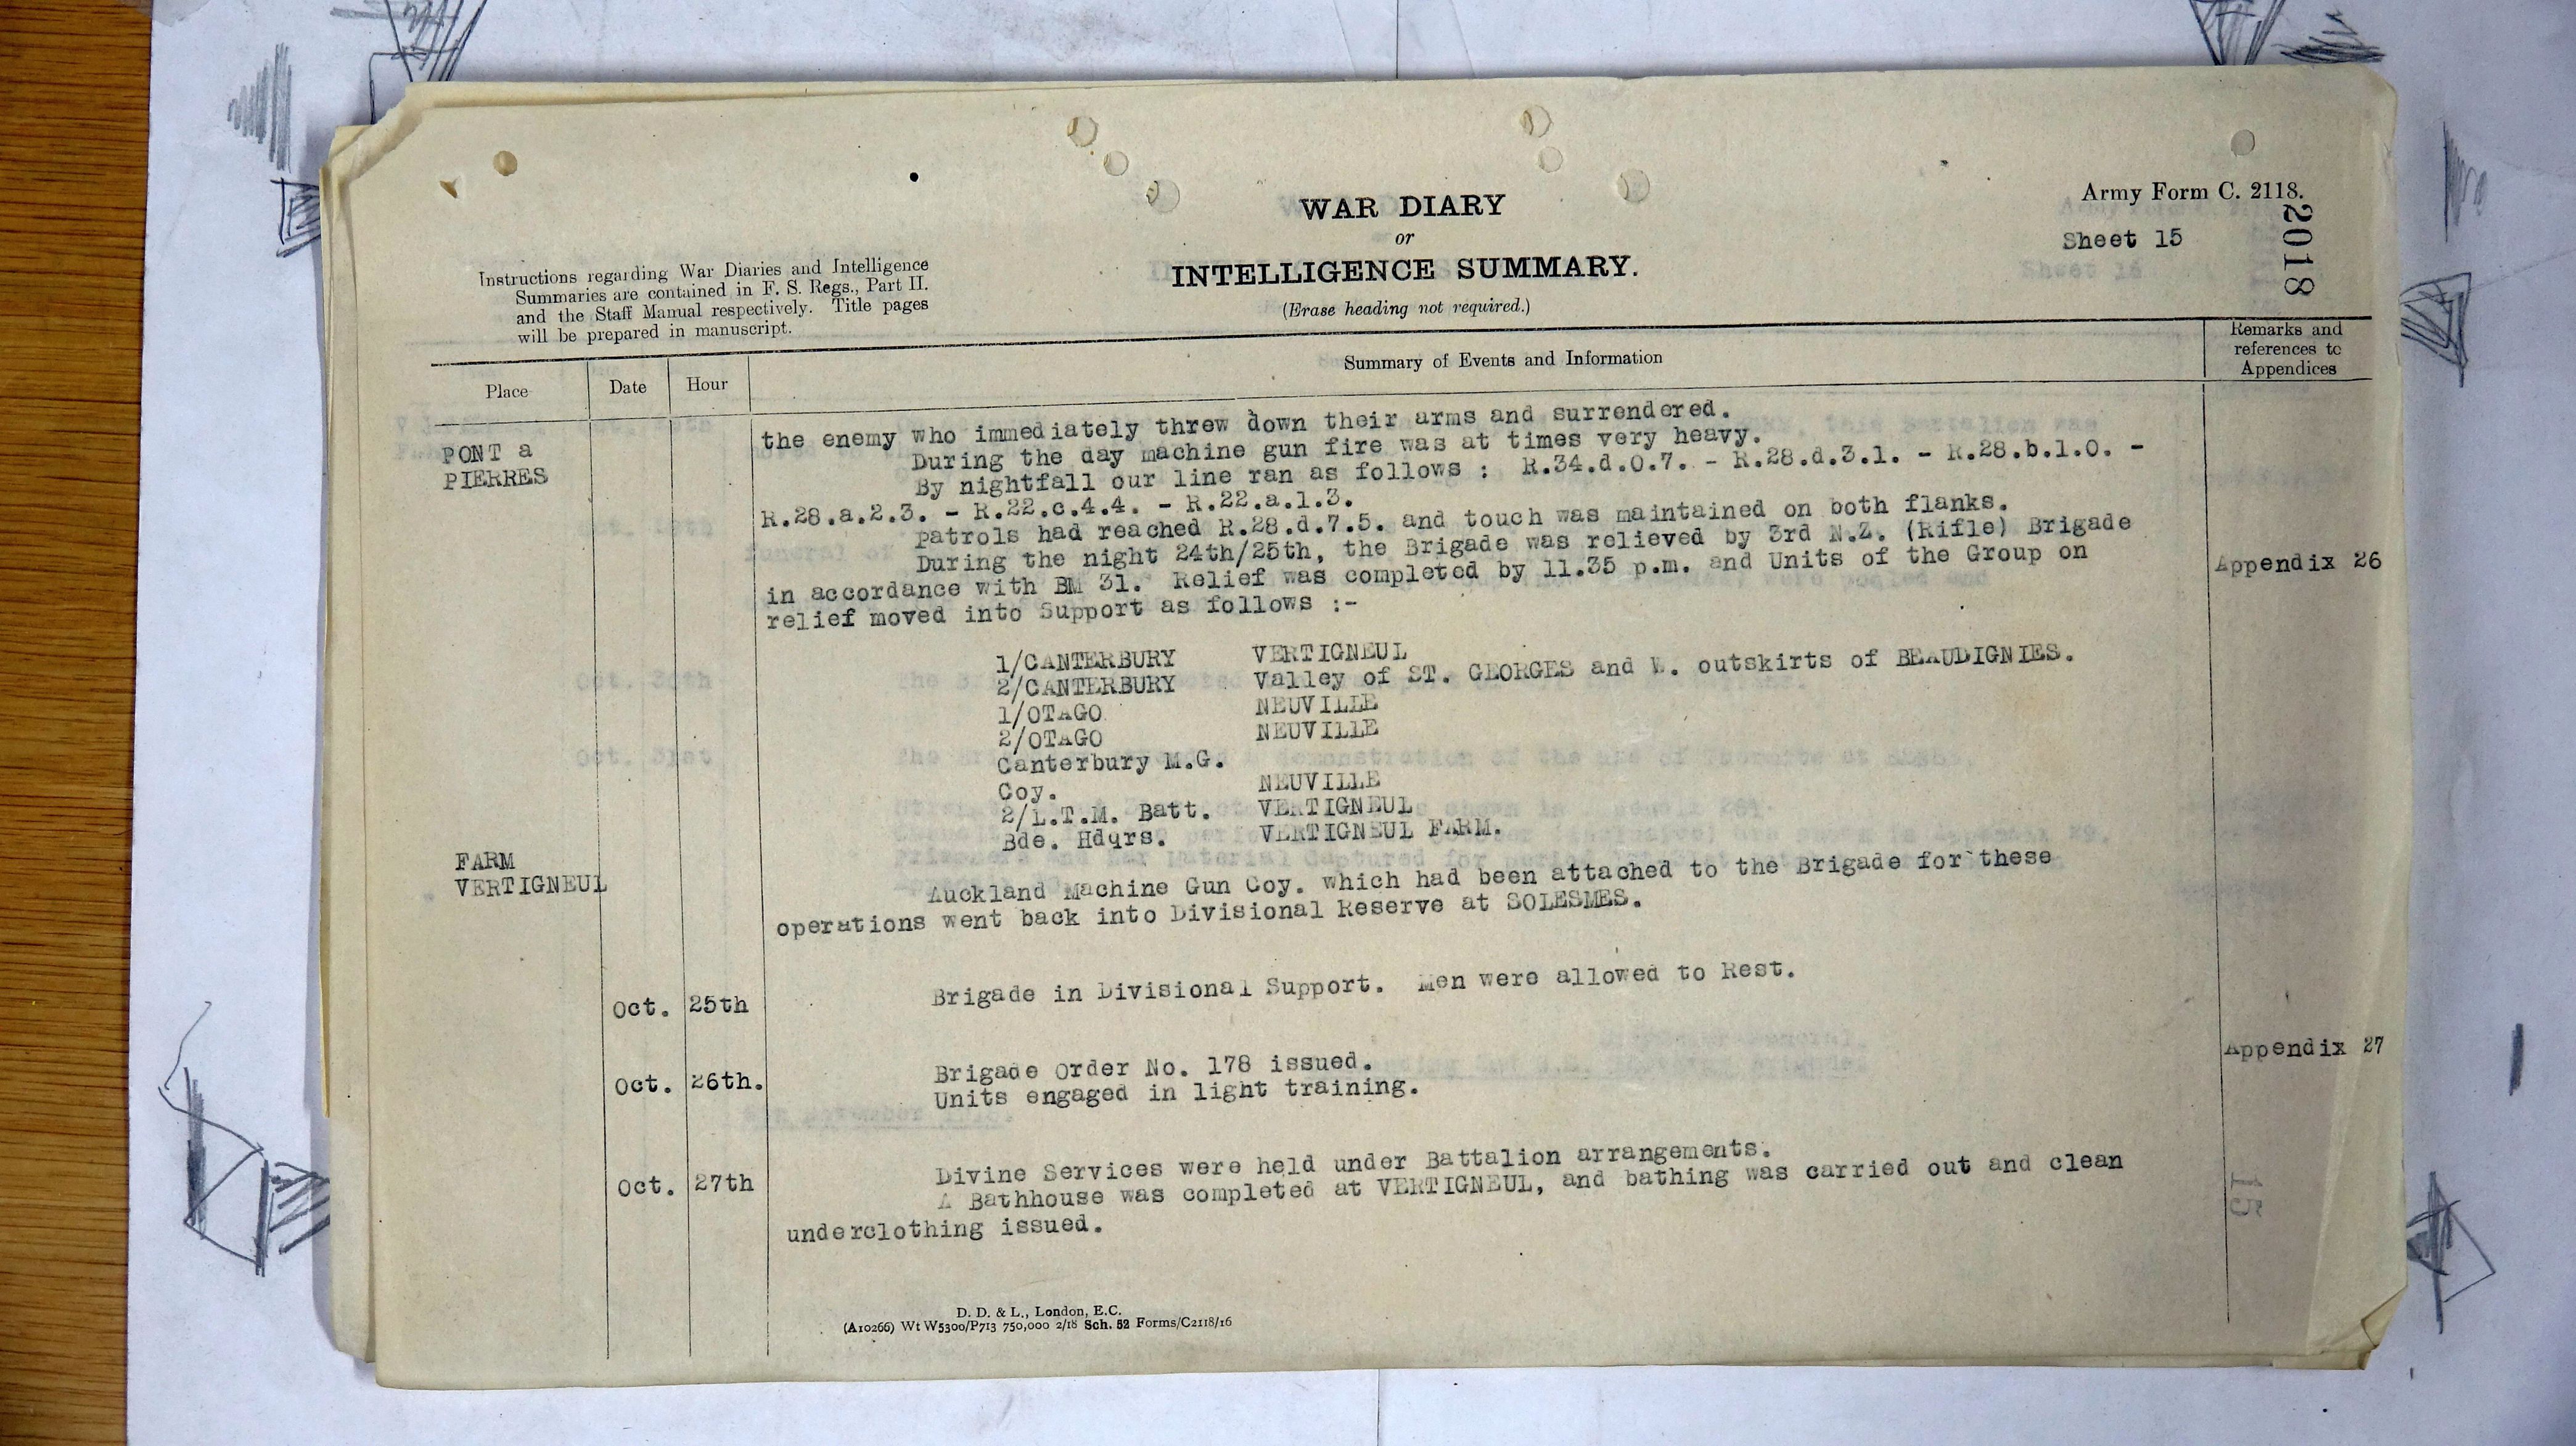 Army Form C. 2118.
WAR DIARY
or
INTELLIGENCE SUMMARY.
(Erase heading not required.)
Sheet 15
2018
Instructions regarding War Diaries and Intelligence
Summaries are contained in F. S. Regs., Part II.
and the Staff Manual respectively. Title pages
will be prepared in manuscript.
Place
Date
Hour
Summary of Events and Information
Remarks and
references to
Appendices
PONT a
PIERRES
the enemy who immediately threw down their arms and surrendered.
During the day machine gun fire was at times very heavy.
By nightfall our line ran as follows : R.34.d.0.7. - R.28.d.3.1. - R.28.b.1.0. -
R.28.a.2.3. - R.22.c.4.4. - R.22.a.1.3.
Patrols had reached R.28.d.7.5. and touch was maintained on both flanks.
During the night 24th/25th, the Brigade was relieved by 3rd N.Z. (Rifle) Brigade
in accordance with BM 31. Relief was completed by 11.35 p.m. and Units of the Group on
relief moved into Support as follows :-
Appendix 26
1/CANTERBURY VERTIGNEUL
2/CANTERBURY Valley of ST. GEORGES and W. outskirts of BEAUDIGNIES.
1/OTAGO NEUVILLE
2/OTAGO NEUVILLE
Canterbury M.G.
Coy. NEUVILLE
2/L.T.M. Batt. VERTIGNEUL
Bde. Hdqrs. VERTIGNEUL FARM.
FARM
VERTIGNEUL
Auckland Machine Gun Coy. which had been attached to the Brigade for these
operations went back into Divisional Reserve at SOLESMES.
Oct. 25th Brigade in Divisional Support. Men were allowed to Rest.
Oct. 26th. Brigade Order No. 178 issued.
Units engaged in light training.
Appendix 27
Oct. 27th Divine Services were held under Battalion arrangements.
A Bathhouse was completed at VERTIGNEUL, and bathing was carried out and clean
underclothing issued.
15
D. D. & L., London, E.C.
(A10266) Wt W5300/P713 750,000 2/18 Sch. 52 Forms/C2118/16